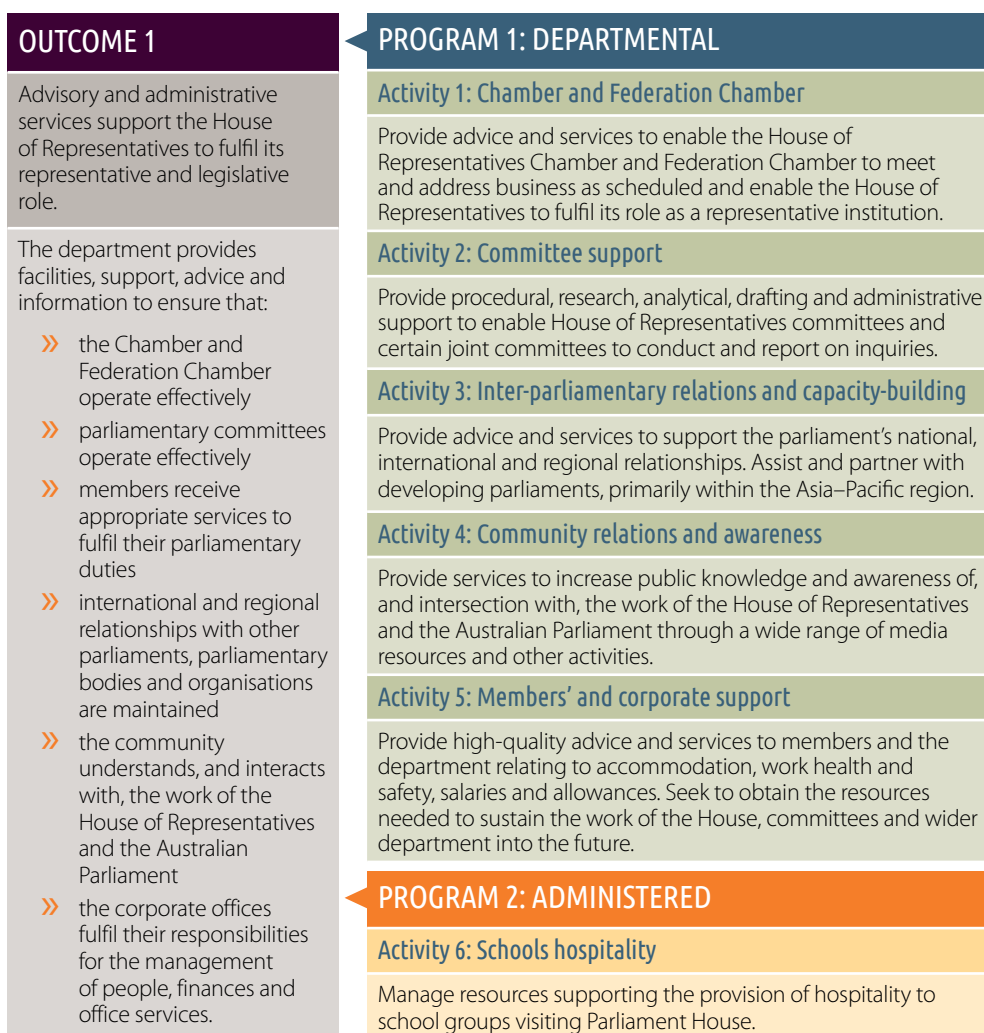 OUTCOME 1
Advisory and administrative
services support the House
of Representatives to fulfil its
representative and legislative
role.
The department provides
facilities, support, advice and
information to ensure that:
» the Chamber and
Federation Chamber
operate effectively
» parliamentary committees
operate effectively
» members receive
appropriate services to
fulfil their parliamentary
duties
» international and regional
relationships with other
parliaments, parliamentary
bodies and organisations
are maintained
» the community
understands, and interacts
with, the work of the
House of Representatives
and the Australian
Parliament
» the corporate offices
fulfil their responsibilities
for the management
of people, finances and
office services.
PROGRAM 1: DEPARTMENTAL
Activity 1: Chamber and Federation Chamber
Provide advice and services to enable the House of
Representatives Chamber and Federation Chamber to meet
and address business as scheduled and enable the House of
Representatives to fulfil its role as a representative institution.
Activity 2: Committee support
Provide procedural, research, analytical, drafting and administrative
support to enable House of Representatives committees and
certain joint committees to conduct and report on inquiries.
Activity 3: Inter-parliamentary relations and capacity-building
Provide advice and services to support the parliament's national,
international and regional relationships. Assist and partner with
developing parliaments, primarily within the Asia–Pacific region.
Activity 4: Community relations and awareness
Provide services to increase public knowledge and awareness of,
and intersection with, the work of the House of Representatives
and the Australian Parliament through a wide range of media
resources and other activities.
Activity 5: Members' and corporate support
Provide high-quality advice and services to members and the
department relating to accommodation, work health and
safety, salaries and allowances. Seek to obtain the resources
needed to sustain the work of the House, committees and wider
department into the future.
PROGRAM 2: ADMINISTERED
Activity 6: Schools hospitality
Manage resources supporting the provision of hospitality to
school groups visiting Parliament House.